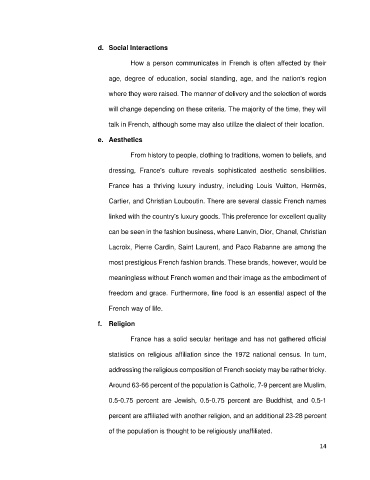 d. Social Interactions
How a person communicates in French is often affected by their
age, degree of education, social standing, age, and the nation's region
where they were raised. The manner of delivery and the selection of words
will change depending on these criteria. The majority of the time, they will
talk in French, although some may also utilize the dialect of their location.
e. Aesthetics
From history to people, clothing to traditions, women to beliefs, and
dressing, France's culture reveals sophisticated aesthetic sensibilities.
France has a thriving luxury industry, including Louis Vuitton, Hermès,
Cartier, and Christian Louboutin. There are several classic French names
linked with the country's luxury goods. This preference for excellent quality
can be seen in the fashion business, where Lanvin, Dior, Chanel, Christian
Lacroix, Pierre Cardin, Saint Laurent, and Paco Rabanne are among the
most prestigious French fashion brands. These brands, however, would be
meaningless without French women and their image as the embodiment of
freedom and grace. Furthermore, fine food is an essential aspect of the
French way of life.
f. Religion
France has a solid secular heritage and has not gathered official
statistics on religious affiliation since the 1972 national census. In turn,
addressing the religious composition of French society may be rather tricky.
Around 63-66 percent of the population is Catholic, 7-9 percent are Muslim,
0.5-0.75 percent are Jewish, 0.5-0.75 percent are Buddhist, and 0.5-1
percent are affiliated with another religion, and an additional 23-28 percent
of the population is thought to be religiously unaffiliated.
14